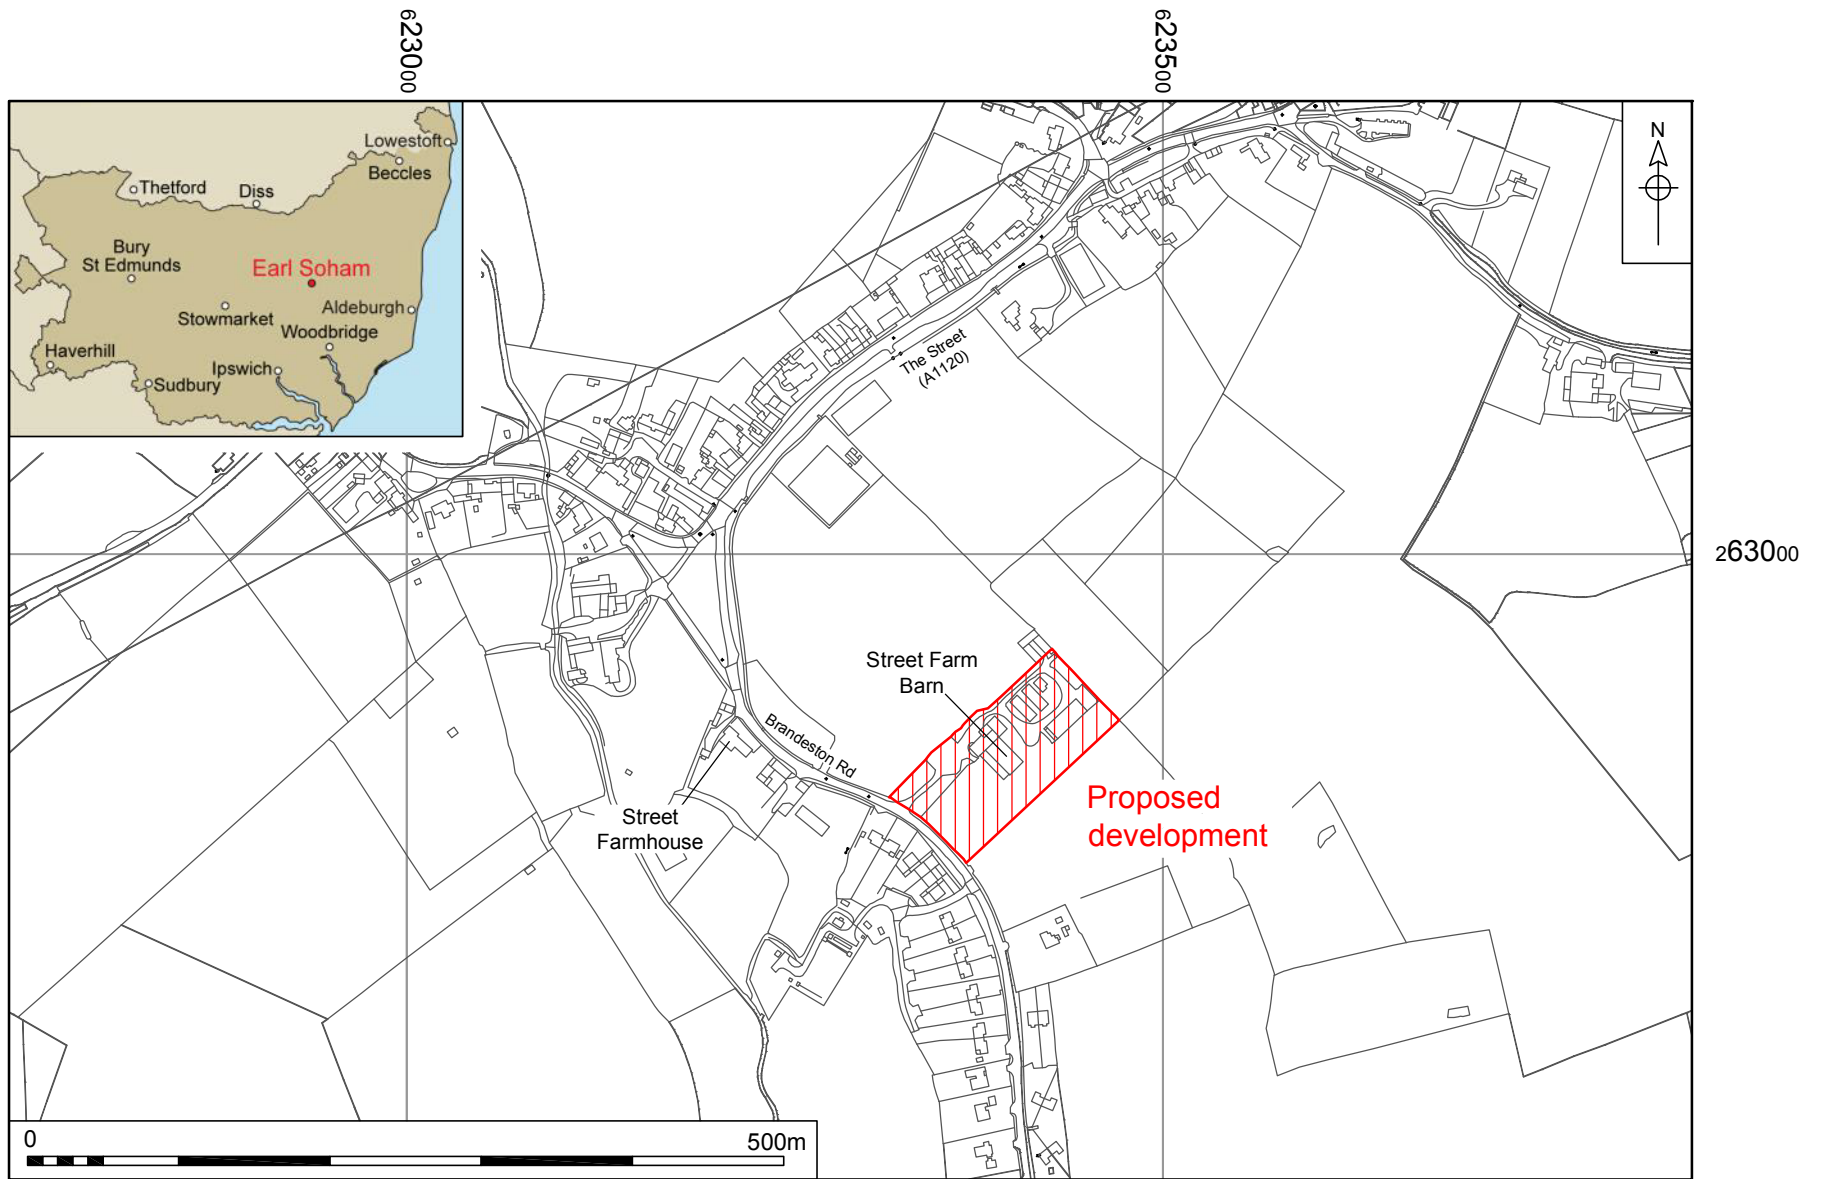 623000
623500
Lowestoft
Beccles
Thetford
Diss
Bury
St Edmunds
Earl Soham
Stowmarket
Aldeburgh
Woodbridge
Haverhill
Ipswich
Sudbury
N
The Street
(A1120)
263000
Street Farm
Barn
Brandeston Rd
Street
Farmhouse
Proposed
development
0
500m